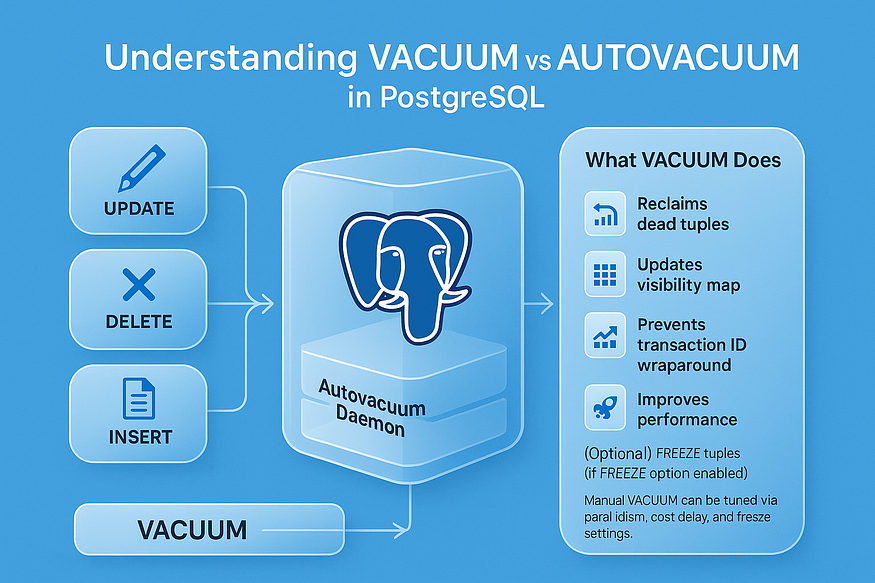 Understanding VACUUM vs AUTOVACUUM
in PostgreSQL
UPDATE
DELETE
INSERT
VACUUM
Autovacuum
Daemon
What VACUUM Does
Reclaims
dead tuples
Updates
visibility map
Prevents
transaction ID
wraparound
Improves
performance
(Optional) FREEZE tuples
(if FREEZE option enabled)
Manual VACUUM can be tuned via
paral idism, cost delay, and fresze
settings.